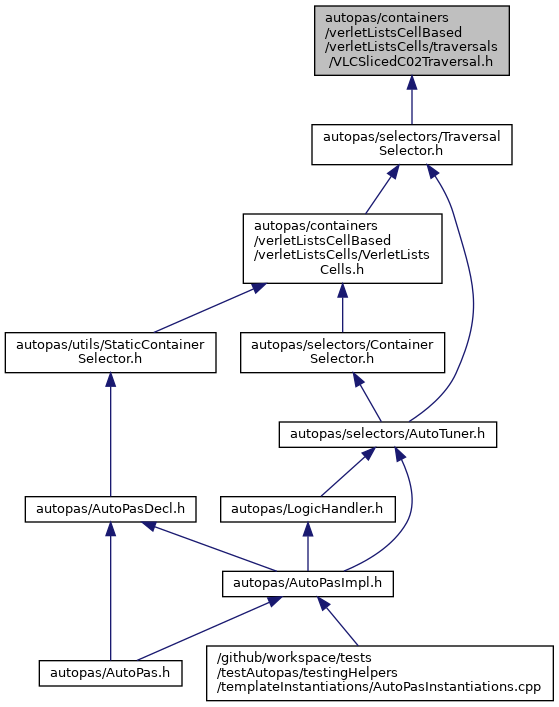 autopas/containers
/verletListsCellBased
/verletListsCells/traversals
/VLCSlicedC02Traversal.h
autopas/selectors/Traversal
Selector.h
autopas/containers
/verletListsCellBased
/verletListsCells/VerletLists
Cells.h
autopas/utils/StaticContainer
Selector.h
autopas/selectors/Container
Selector.h
autopas/selectors/AutoTuner.h
autopas/AutoPasDecl.h
autopas/LogicHandler.h
autopas/AutoPasImpl.h
autopas/AutoPas.h
/github/workspace/tests
/testAutopas/testingHelpers
/templateInstantiations/AutoPasInstantiations.cpp